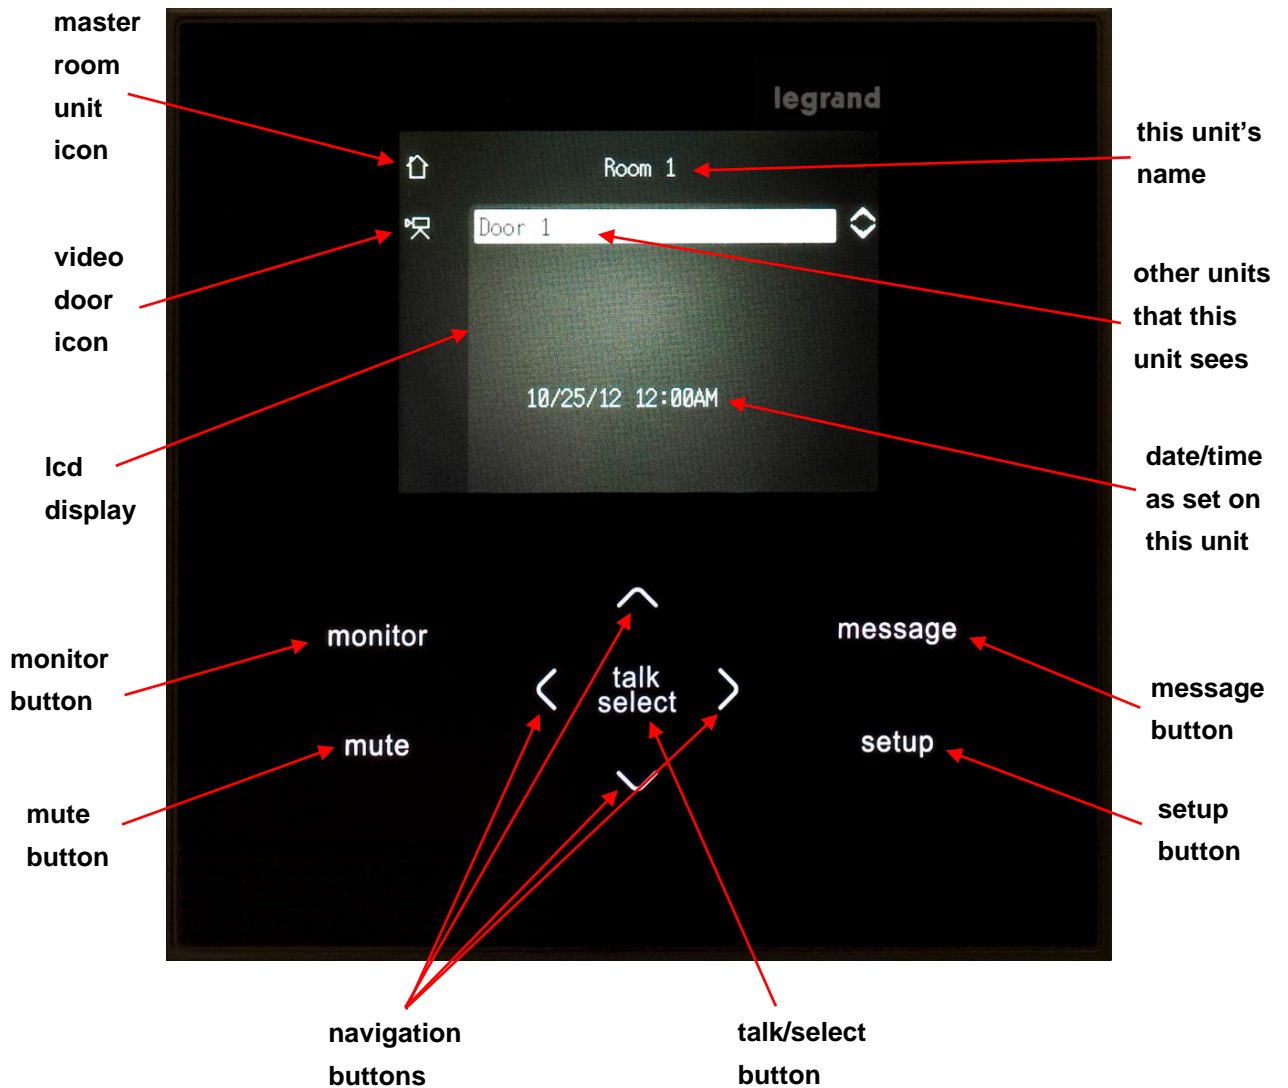 master
room
unit
icon
legrand
this unit's
name
Room 1
video
door
icon
Door 1
other units
that this
unit sees
10/25/12 12:00AM
lcd
display
date/time
as set on
this unit
monitor
message
monitor
button
talk
select
message
button
mute
setup
mute
button
setup
button
navigation
buttons
talk/select
button